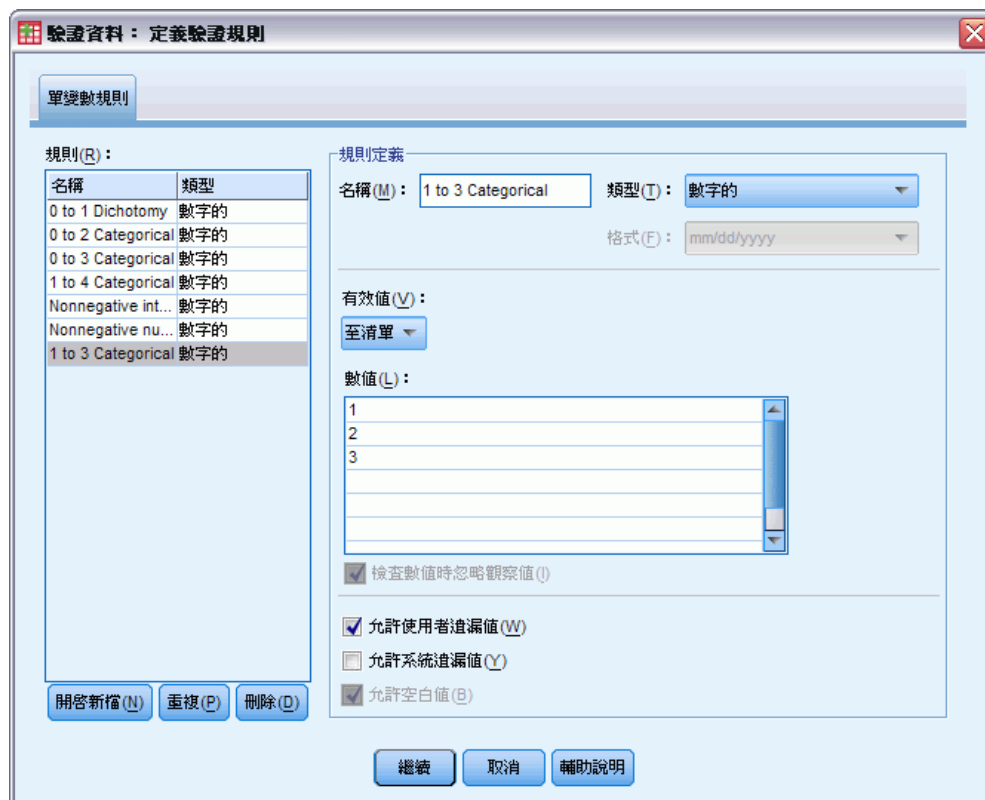 驗證資料： 定義驗證規則
單變數規則
規則(R)：
名稱 類型
0 to 1 Dichotomy 數字的
0 to 2 Categorical 數字的
0 to 3 Categorical 數字的
1 to 4 Categorical 數字的
Nonnegative int... 數字的
Nonnegative nu... 數字的
1 to 3 Categorical 數字的
開啓新檔(N) 重複(P) 刪除(D)
規則定義
名稱(M)： 1 to 3 Categorical 類型(T)： 數字的
格式(F)： mm/dd/yyyy
有效值(V)：
至清單
數值(L)：
1
2
3
檢查數值時忽略觀察值(I)
允許使用者遺漏值(W)
允許系統遺漏值(Y)
允許空白值(B)
繼續 取消 輔助說明